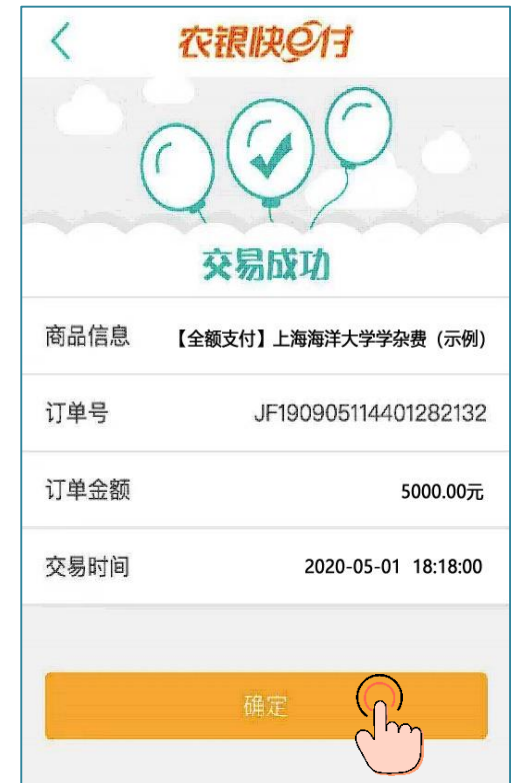 农银快e付
交易成功
商品信息 【全额支付】上海海洋大学学杂费（示例）
订单号 JF190905114401282132
订单金额 5000.00元
交易时间 2020-05-01 18:18:00
确定